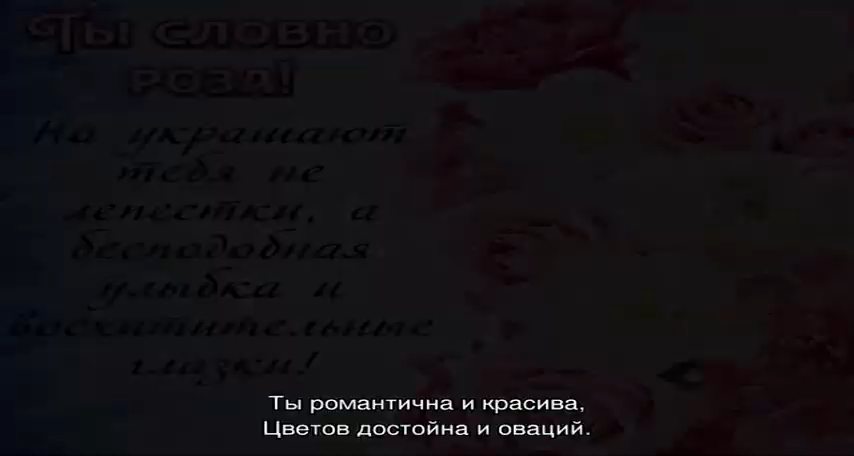 Ты словно
роза!
Но украшают
тебя не
лепестки, а
бесподобная
улыбка и
восхитительные
глазки!
Ты романтична и красива,
Цветов достойна и оваций.